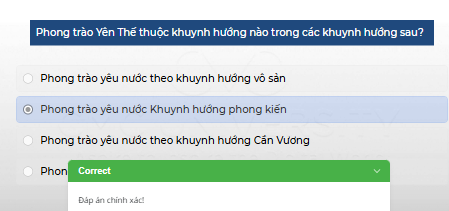 Phong trào Yên Thế thuộc khuynh hướng nào trong các khuynh hướng sau?
Phong trào yêu nước theo khuynh hướng vô sản
Phong trào yêu nước Khuynh hướng phong kiến
Phong trào yêu nước theo khuynh hướng Cần Vương
Phon
Correct
Đáp án chính xác!